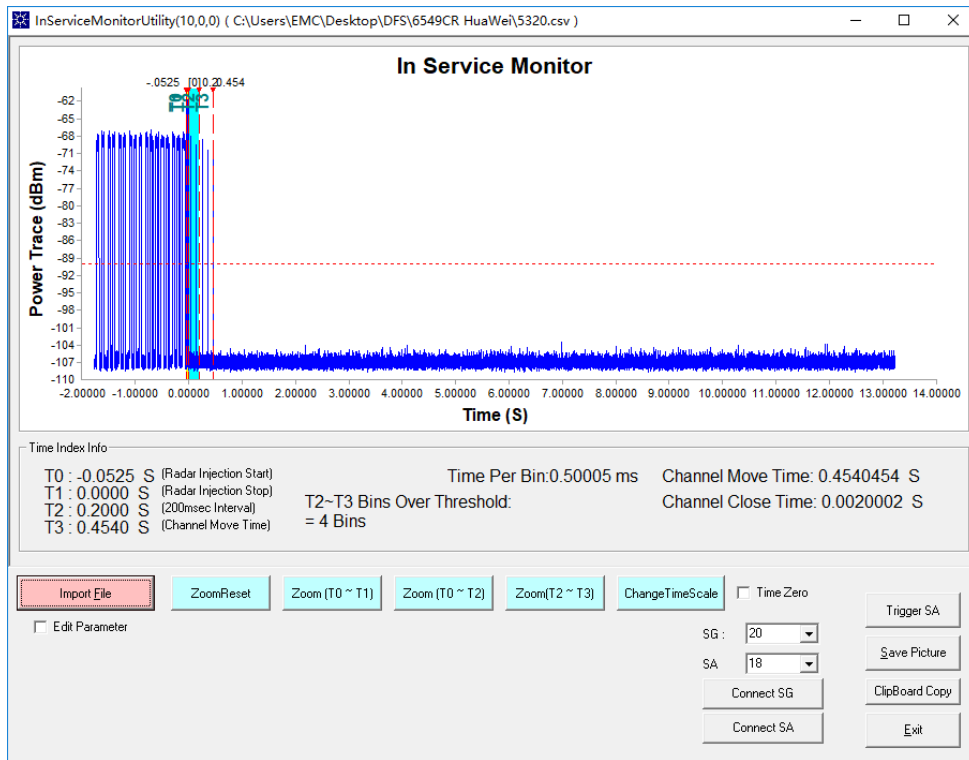 InServiceMonitorUtility(10,0,0) ( C:\Users\EMC\Desktop\DFS\6549CR HuaWei\5320.csv )
In Service Monitor
-.0525 0.454
T0 T2 T3
Power Trace (dBm)
-62
-65
-68
-71
-74
-77
-80
-83
-86
-89
-92
-95
-98
-101
-104
-107
-110
-2.00000 -1.00000 0.00000 1.00000 2.00000 3.00000 4.00000 5.00000 6.00000 7.00000 8.00000 9.00000 10.00000 11.00000 12.00000 13.00000 14.00000
Time (S)
Time Index Info
T0 : -0.0525 S (Radar Injection Start)
T1 : 0.0000 S (Radar Injection Stop)
T2 : 0.2000 S (200msec Interval)
T3 : 0.4540 S (Channel Move Time)
Time Per Bin:0.50005 ms
T2~T3 Bins Over Threshold:
= 4 Bins
Channel Move Time: 0.4540454 S
Channel Close Time: 0.0020002 S
Import File ZoomReset Zoom (T0 ~ T1) Zoom (T0 ~ T2) Zoom(T2 ~ T3) ChangeTimeScale Time Zero
Edit Parameter
SG : 20
SA 18
Connect SG
Connect SA
Trigger SA
Save Picture
ClipBoard Copy
Exit